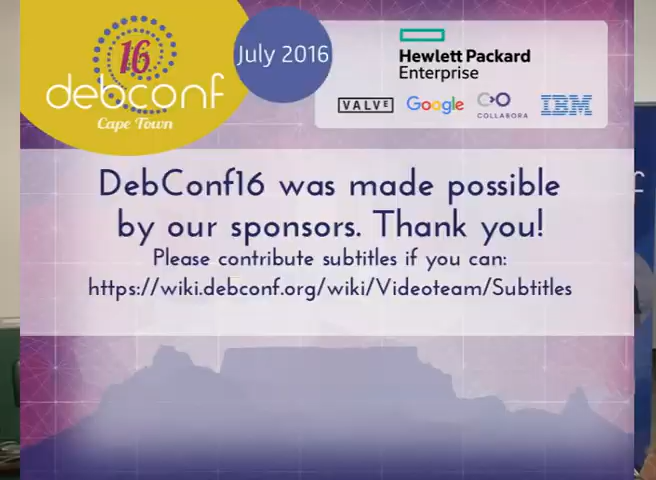 16
debconf
Cape Town
July 2016
Hewlett Packard
Enterprise
VALVE
Google
COLLABORA
IBM
DebConf16 was made possible
by our sponsors. Thank you!
Please contribute subtitles if you can:
https://wiki.debconf.org/wiki/Videoteam/Subtitles